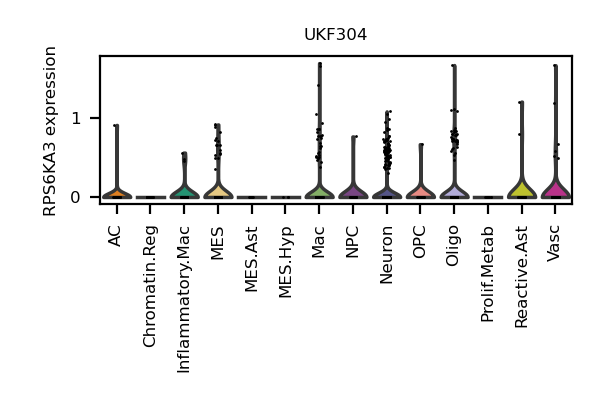 UKF304
RPS6KA3 expression
1
0
AC
Chromatin.Reg
Inflammatory.Mac
MES
MES.Ast
MES.Hyp
Mac
NPC
Neuron
OPC
Oligo
Prolif.Metab
Reactive.Ast
Vasc